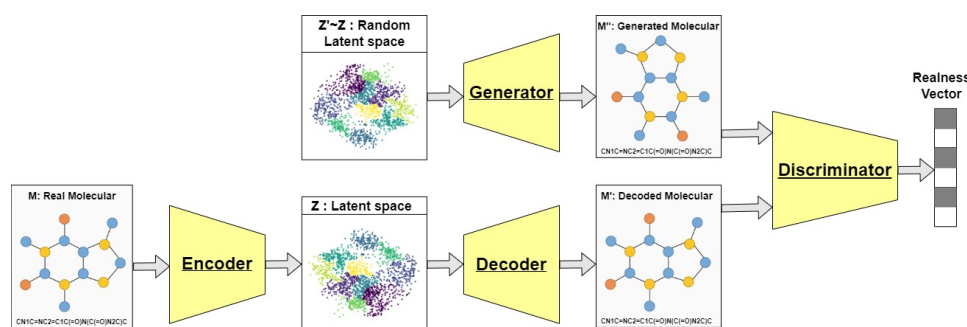 Z'~Z : Random
Latent space
Generator
M": Generated Molecular
CN1C=NC2=C1C(=O)N(C(=O)N2C)C
Realness
Vector
Discriminator
M: Real Molecular
CN1C=NC2=C1C(=O)N(C(=O)N2C)C
Encoder
Z : Latent space
Decoder
M': Decoded Molecular
CN1C=NC2=C1C(=O)N(C(=O)N2C)C